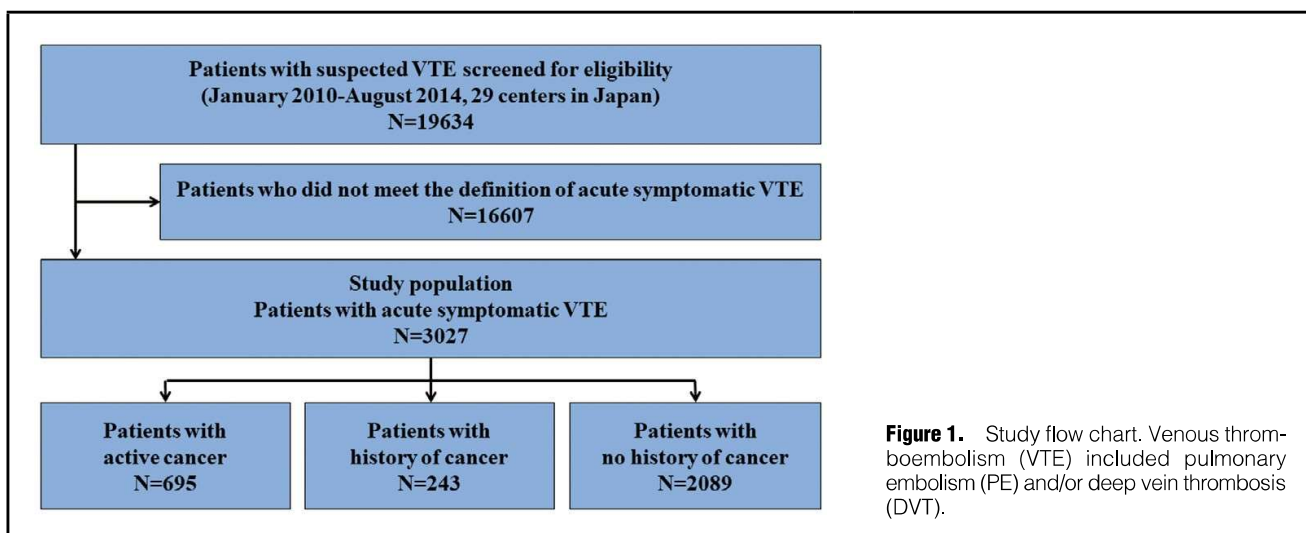 Patients with suspected VTE screened for eligibility
(January 2010-August 2014, 29 centers in Japan)
N=19634
Patients who did not meet the definition of acute symptomatic VTE
N=16607
Study population
Patients with acute symptomatic VTE
N=3027
Patients with
active cancer
N=695
Patients with
history of cancer
N=243
Patients with
no history of cancer
N=2089
Figure 1. Study flow chart. Venous throm-
boembolism (VTE) included pulmonary
embolism (PE) and/or deep vein thrombosis
(DVT).